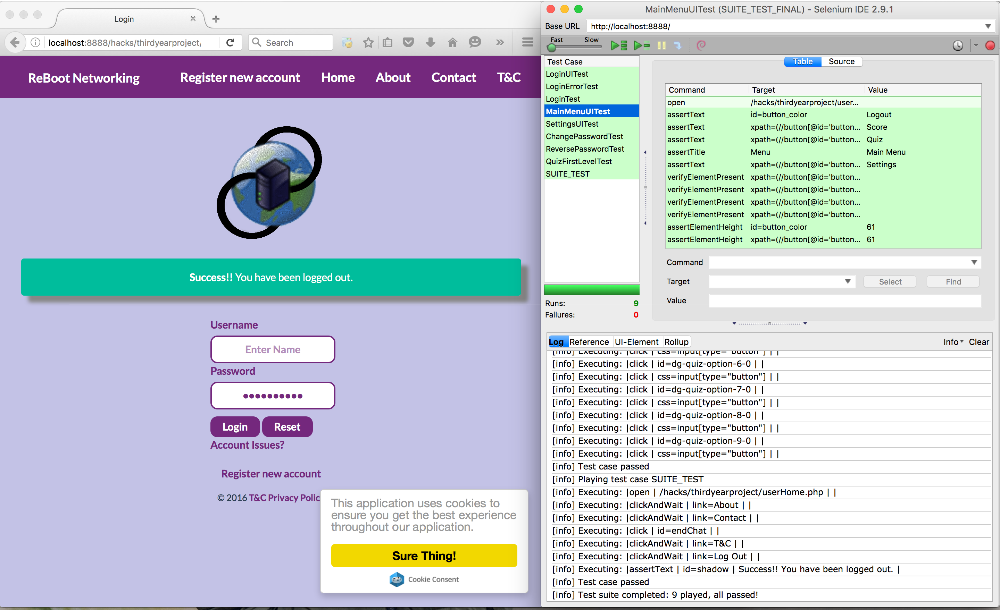 Login
localhost:8888/hacks/thirdyearproject/
Search
ReBoot Networking
Register new account
Home
About
Contact
T&C
Success!! You have been logged out.
Username
Enter Name
Password
Login
Reset
Account Issues?
Register new account
© 2016 T&C Privacy Polic
This application uses cookies to
ensure you get the best experience
throughout our application.
Sure Thing!
Cookie Consent
MainMenuUITest (SUITE_TEST_FINAL) - Selenium IDE 2.9.1
Base URL http://localhost:8888/
Fast Slow
Test Case
LoginUITest
LoginErrorTest
LoginTest
MainMenuUITest
SettingsUITest
ChangePasswordTest
ReversePasswordTest
QuizFirstLevelTest
SUITE_TEST
Runs: 9
Failures: 0
Table Source
Command Target Value
open /hacks/thirdyearproject/user...
assertText id=button_color Logout
assertText xpath=(//button[@id='button... Score
assertText xpath=(//button[@id='button... Quiz
assertTitle Menu Main Menu
assertText xpath=(//button[@id='button... Settings
verifyElementPresent xpath=(//button[@id='button...
verifyElementPresent xpath=(//button[@id='button...
verifyElementPresent xpath=(//button[@id='button...
verifyElementPresent xpath=(//button[@id='button...
assertElementHeight id=button_color 61
assertElementHeight xpath=(//button[@id='button... 61
Command
Target Select Find
Value
Log Reference UI-Element Rollup Info Clear
[info] Executing: |click | css=input[type="button"] | |
[info] Executing: |click | id=dg-quiz-option-6-0 | |
[info] Executing: |click | css=input[type="button"] | |
[info] Executing: |click | id=dg-quiz-option-7-0 | |
[info] Executing: |click | css=input[type="button"] | |
[info] Executing: |click | id=dg-quiz-option-8-0 | |
[info] Executing: |click | css=input[type="button"] | |
[info] Executing: |click | id=dg-quiz-option-9-0 | |
[info] Executing: |click | css=input[type="button"] | |
[info] Test case passed
[info] Playing test case SUITE_TEST
[info] Executing: |open | /hacks/thirdyearproject/userHome.php | |
[info] Executing: |clickAndWait | link=About | |
[info] Executing: |clickAndWait | link=Contact | |
[info] Executing: |click | id=endChat | |
[info] Executing: |clickAndWait | link=T&C | |
[info] Executing: |clickAndWait | link=Log Out | |
[info] Executing: |assertText | id=shadow | Success!! You have been logged out. |
[info] Test case passed
[info] Test suite completed: 9 played, all passed!